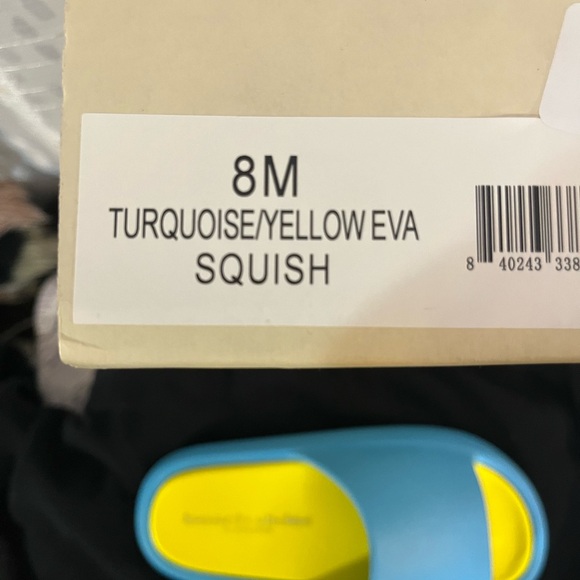 8M
TURQUOISE/YELLOW EVA
SQUISH
8 40243 338